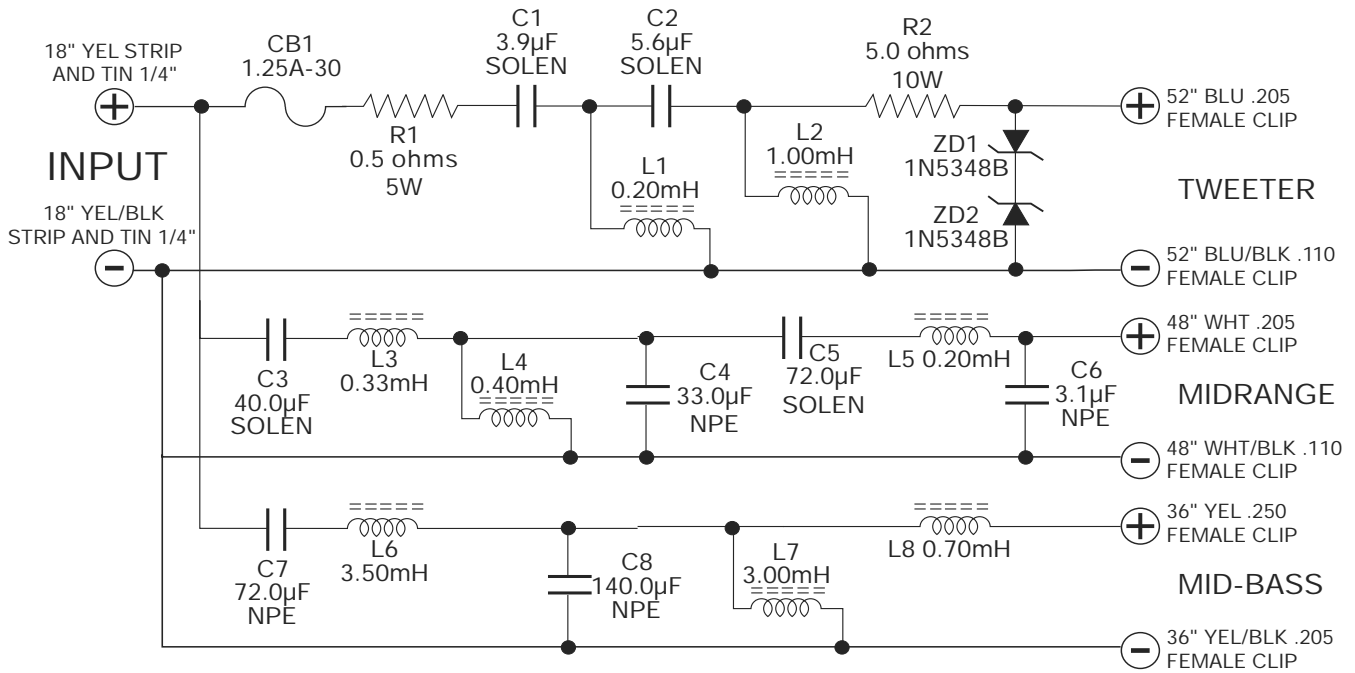 18" YEL STRIP
AND TIN 1/4"
+
INPUT
18" YEL/BLK
STRIP AND TIN 1/4"
-
CB1
1.25A-30
R1
0.5 ohms
5W
C1
3.9µF
SOLEN
L1
0.20mH
C2
5.6µF
SOLEN
L2
1.00mH
R2
5.0 ohms
10W
ZD1
1N5348B
ZD2
1N5348B
+
52" BLU .205
FEMALE CLIP
TWEETER
-
52" BLU/BLK .110
FEMALE CLIP
C3
40.0µF
SOLEN
L3
0.33mH
L4
0.40mH
C4
33.0µF
NPE
C5
72.0µF
SOLEN
L5 0.20mH
C6
3.1µF
NPE
+
48" WHT .205
FEMALE CLIP
MIDRANGE
-
48" WHT/BLK .110
FEMALE CLIP
C7
72.0µF
NPE
L6
3.50mH
C8
140.0µF
NPE
L7
3.00mH
L8 0.70mH
+
36" YEL .250
FEMALE CLIP
MID-BASS
-
36" YEL/BLK .205
FEMALE CLIP